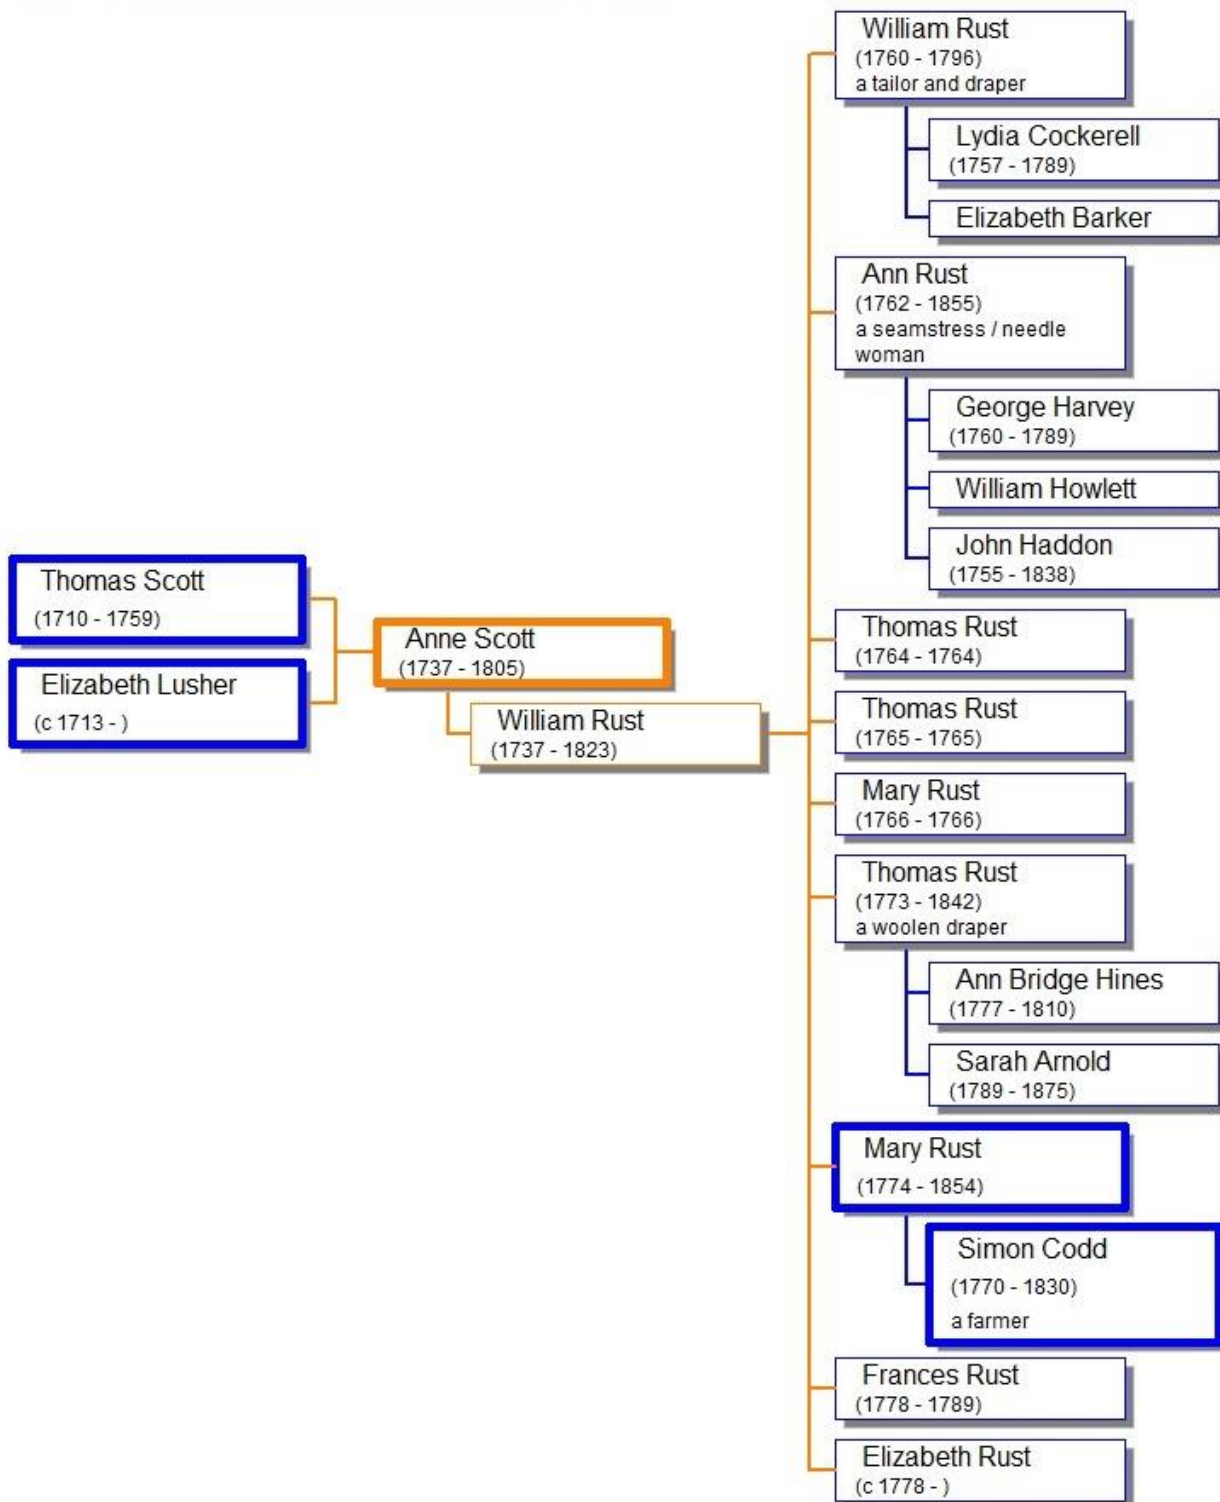 William Rust
(1760 - 1796)
a tailor and draper
Lydia Cockerell
(1757 - 1789)
Elizabeth Barker
Ann Rust
(1762 - 1855)
a seamstress / needle
woman
George Harvey
(1760 - 1789)
William Howlett
John Haddon
(1755 - 1838)
Thomas Scott
(1710 - 1759)
Elizabeth Lusher
(c 1713 - )
Anne Scott
(1737 - 1805)
William Rust
(1737 - 1823)
Thomas Rust
(1764 - 1764)
Thomas Rust
(1765 - 1765)
Mary Rust
(1766 - 1766)
Thomas Rust
(1773 - 1842)
a woolen draper
Ann Bridge Hines
(1777 - 1810)
Sarah Arnold
(1789 - 1875)
Mary Rust
(1774 - 1854)
Simon Codd
(1770 - 1830)
a farmer
Frances Rust
(1778 - 1789)
Elizabeth Rust
(c 1778 - )